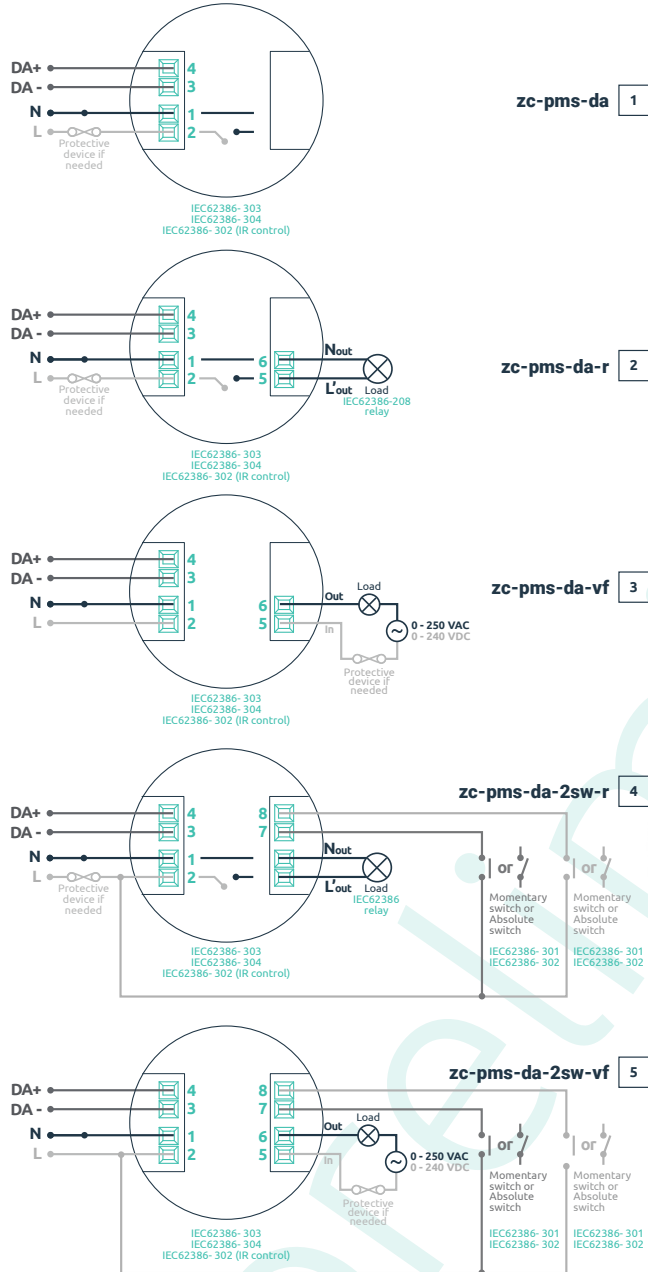 DA+
DA -
N
L
4
3
1
2
Protective
device if
needed
IEC62386- 303
IEC62386- 304
IEC62386- 302 (IR control)
zc-pms-da 1
DA+
DA -
N
L
4
3
1
2
Protective
device if
needed
6
5
Nout
L'out
Load
IEC62386-208
relay
IEC62386- 303
IEC62386- 304
IEC62386- 302 (IR control)
zc-pms-da-r 2
DA+
DA -
N
L
4
3
1
2
6
5
Out
In
Load
0 - 250 VAC
0 - 240 VDC
Protective
device if
needed
IEC62386- 303
IEC62386- 304
IEC62386- 302 (IR control)
zc-pms-da-vf 3
DA+
DA -
N
L
4
3
1
2
Protective
device if
needed
8
7
Nout
L'out
Load
IEC62386
relay
IEC62386- 303
IEC62386- 304
IEC62386- 302 (IR control)
zc-pms-da-2sw-r 4
or
Momentary
switch or
Absolute
switch
IEC62386- 301
IEC62386- 302
or
Momentary
switch or
Absolute
switch
IEC62386- 301
IEC62386- 302
DA+
DA -
N
L
4
3
1
2
8
7
6
5
Out
In
Load
0 - 250 VAC
0 - 240 VDC
Protective
device if
needed
IEC62386- 303
IEC62386- 304
IEC62386- 302 (IR control)
zc-pms-da-2sw-vf 5
or
Momentary
switch or
Absolute
switch
IEC62386- 301
IEC62386- 302
or
Momentary
switch or
Absolute
switch
IEC62386- 301
IEC62386- 302